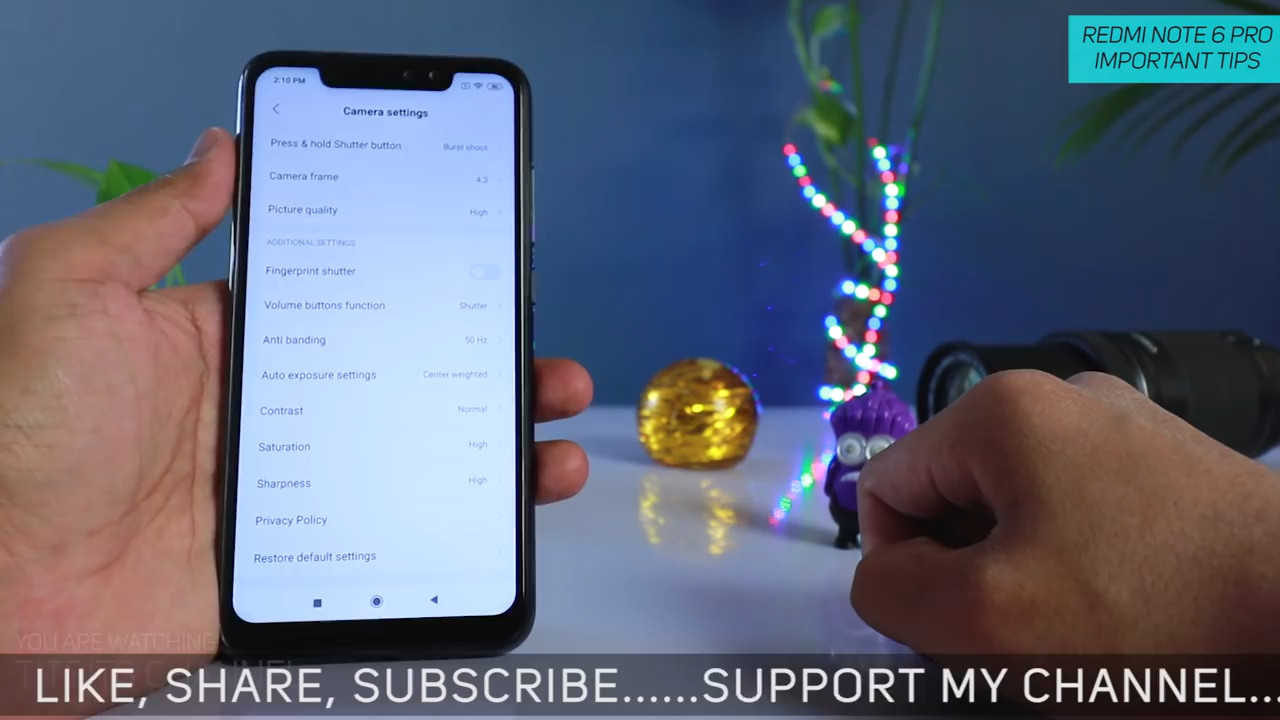 REDMI NOTE 6 PRO
IMPORTANT TIPS
2:10 PM
Camera settings
Press & hold Shutter button Burst shoot
Camera frame 4:3
Picture quality High
ADDITIONAL SETTINGS
Fingerprint shutter
Volume buttons function Shutter
Anti banding 50 Hz
Auto exposure settings Center weighted
Contrast Normal
Saturation High
Sharpness High
Privacy Policy
Restore default settings
YOU ARE WATCHING
LIKE, SHARE, SUBSCRIBE......SUPPORT MY CHANNEL...